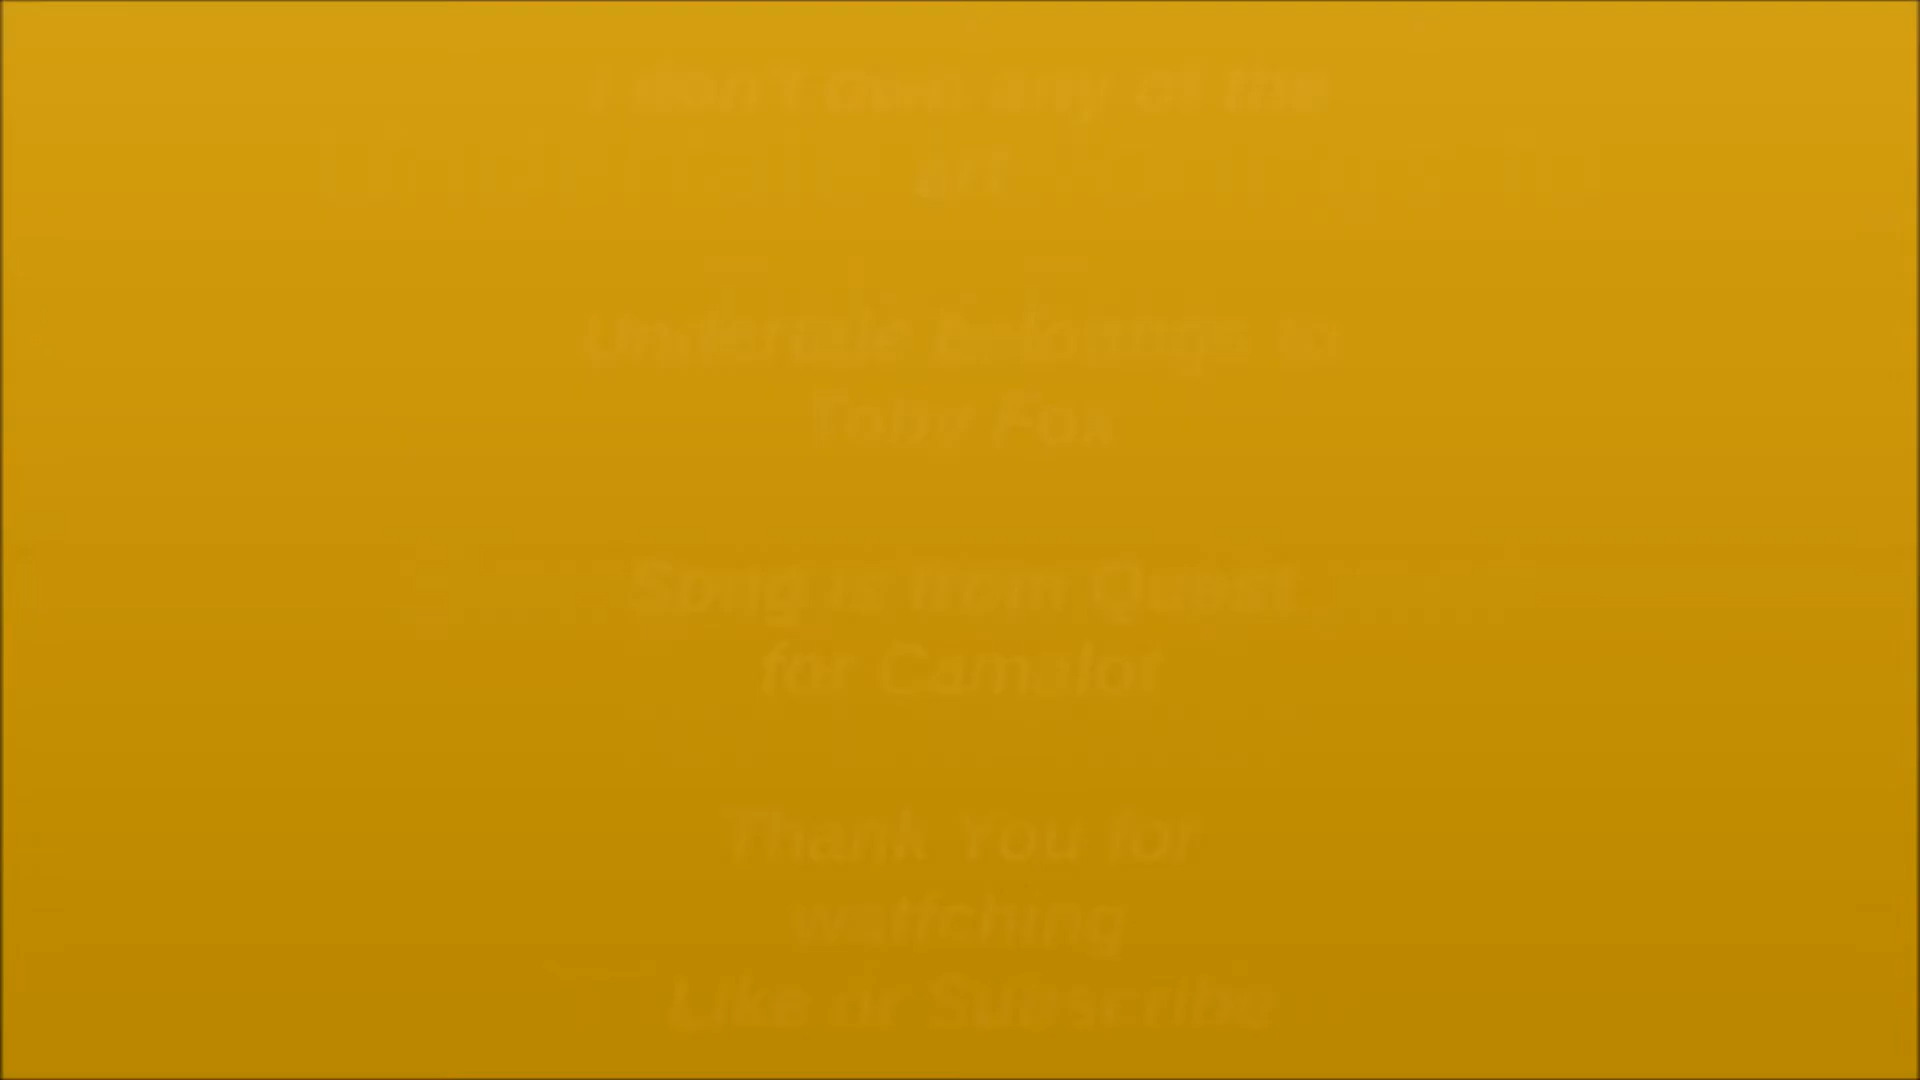 I don't own any of the
art
Undertale belongs to
Toby Fox
Song is from Quest
for Camelot
Thank You for
watching
Like or Subscribe